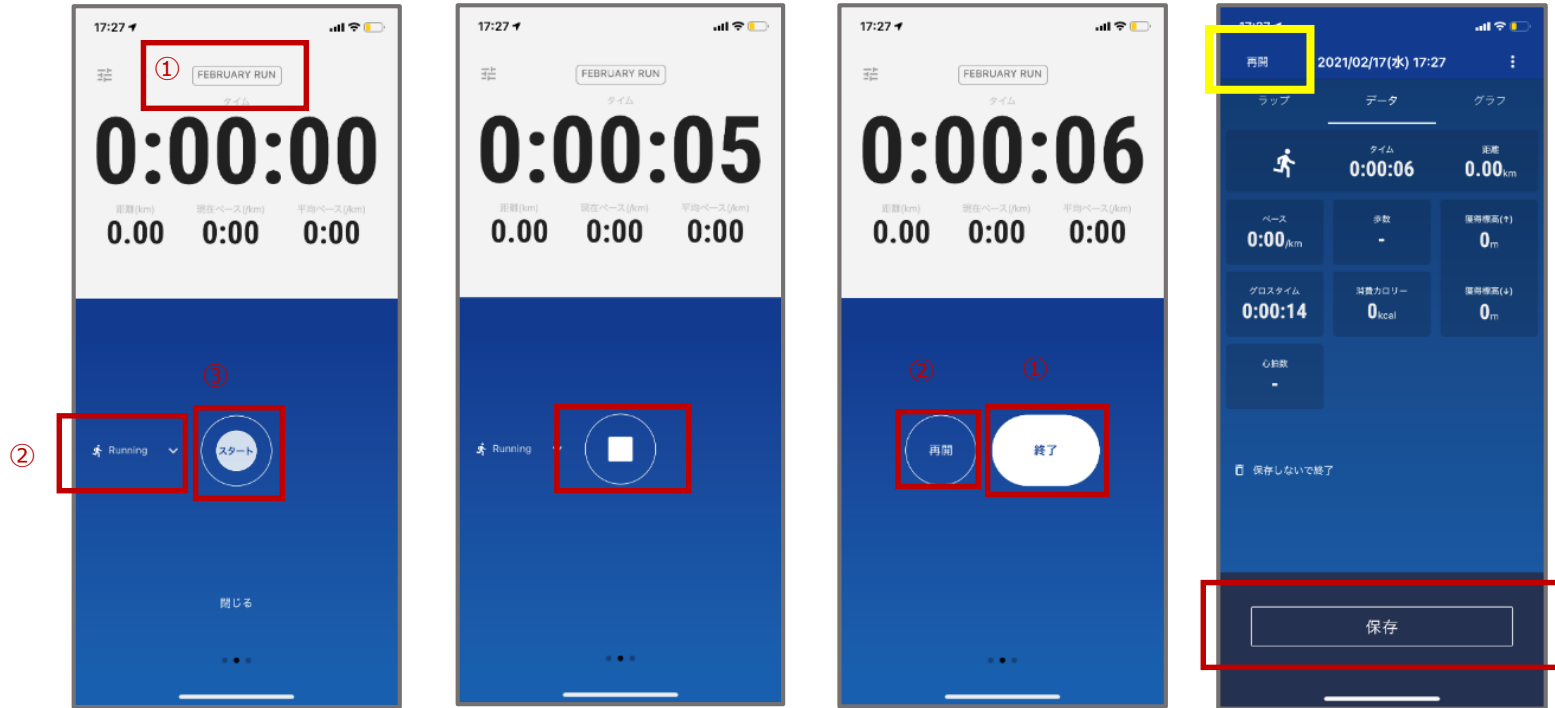 17:27
① FEBRUARY RUN
タイム
0:00:00
距離(km) 現在ペース(/km) 平均ペース(/km)
0.00 0:00 0:00
③
② Running スタート
閉じる
17:27
FEBRUARY RUN
タイム
0:00:05
距離(km) 現在ペース(/km) 平均ペース(/km)
0.00 0:00 0:00
Running
17:27
FEBRUARY RUN
タイム
0:00:06
距離(km) 現在ペース(/km) 平均ペース(/km)
0.00 0:00 0:00
② ①
再開 終了
17:27
再開 2021/02/17(水) 17:27
ラップ データ グラフ
タイム 距離
0:00:06 0.00km
ペース 歩数 獲得標高(↑)
0:00/km - 0m
グロスタイム 消費カロリー 獲得標高(↓)
0:00:14 0kcal 0m
心拍数
-
保存しないで終了
保存